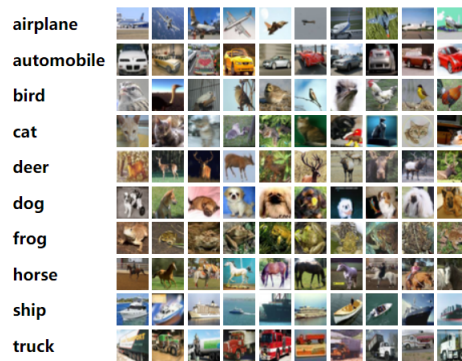 airplane
automobile
bird
cat
deer
dog
frog
horse
ship
truck